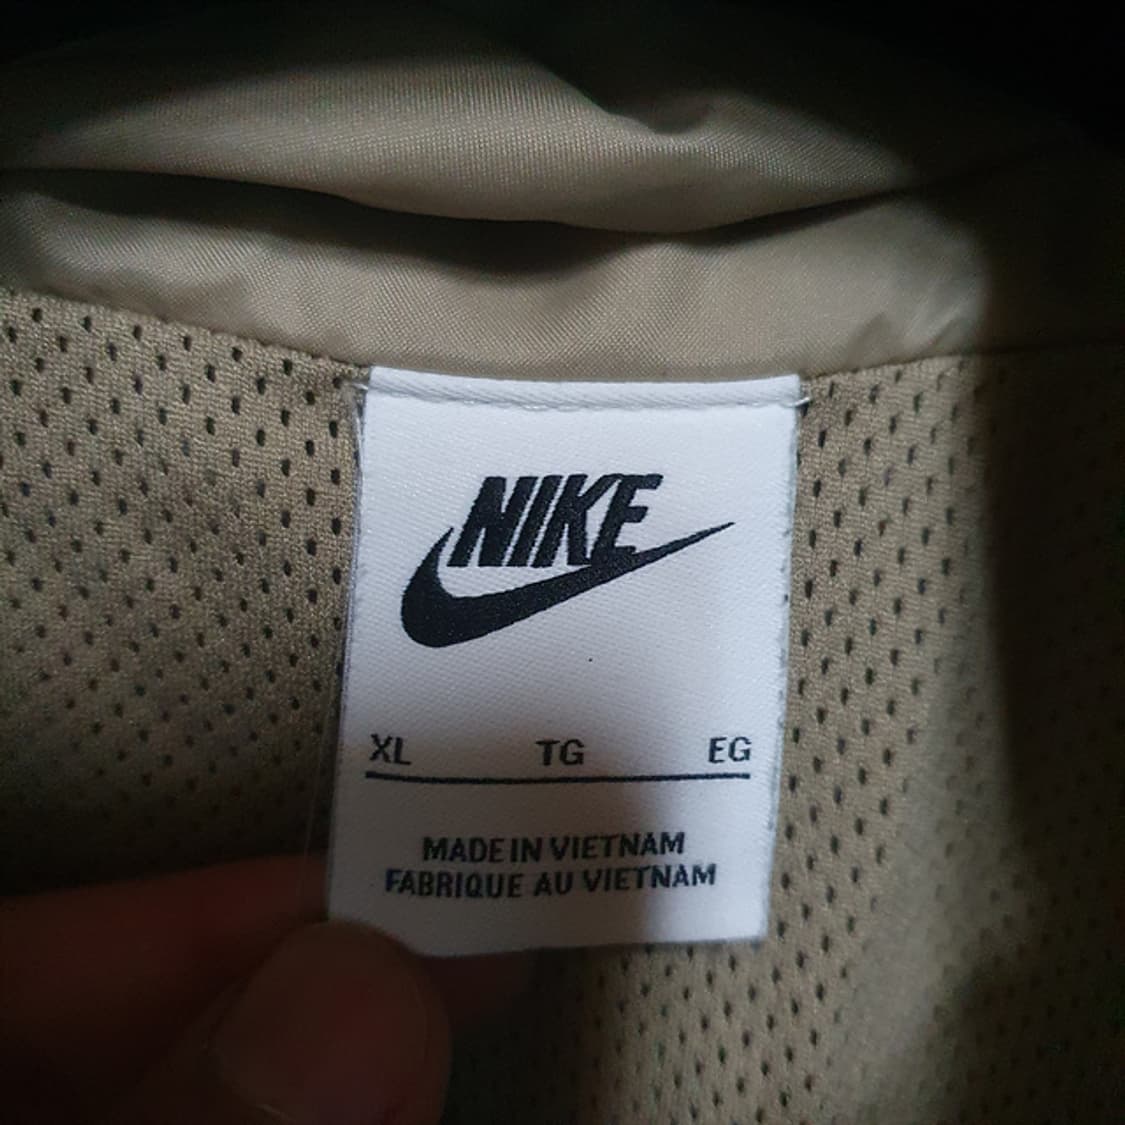 NIKE
XL TG EG
MADE IN VIETNAM
FABRIQUE AU VIETNAM